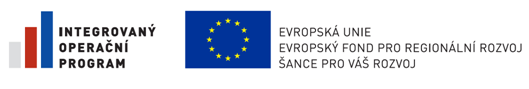 INTEGROVANÝ
OPERAČNÍ
PROGRAM
EVROPSKÁ UNIE
EVROPSKÝ FOND PRO REGIONÁLNÍ ROZVOJ
ŠANCE PRO VÁŠ ROZVOJ